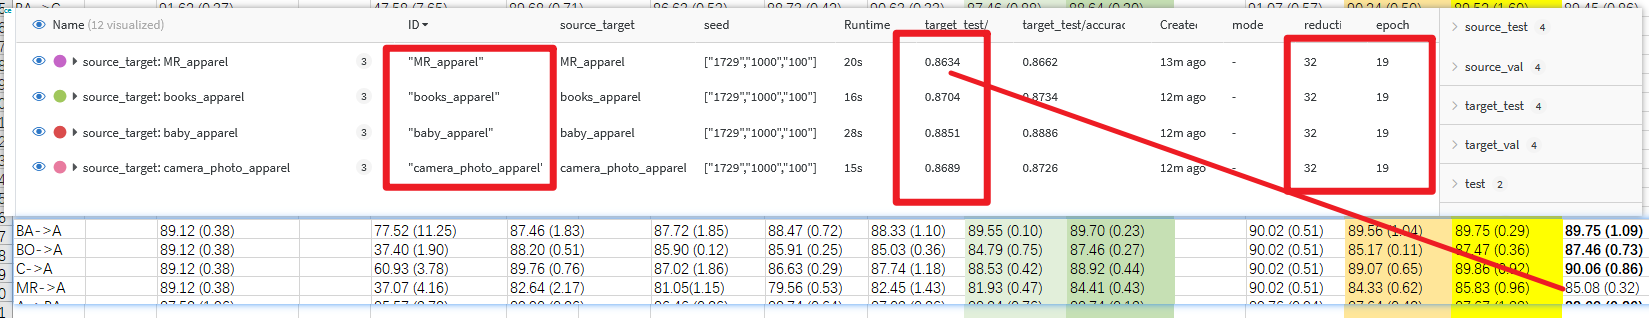 Name (12 visualized) ID source_target seed Runtime target_test/ target_test/accurac Created mode reducti epoch
source_target: MR_apparel 3 "MR_apparel" MR_apparel ["1729","1000","100"] 20s 0.8634 0.8662 13m ago - 32 19
source_target: books_apparel 3 "books_apparel" books_apparel ["1729","1000","100"] 16s 0.8704 0.8734 12m ago - 32 19
source_target: baby_apparel 3 "baby_apparel" baby_apparel ["1729","1000","100"] 28s 0.8851 0.8886 12m ago - 32 19
source_target: camera_photo_apparel 3 "camera_photo_apparel' camera_photo_apparel ["1729","1000","100"] 15s 0.8689 0.8726 12m ago - 32 19
source_test 4
source_val 4
target_test 4
target_val 4
test 2
BA->A 89.12 (0.38) 77.52 (11.25) 87.46 (1.83) 87.72 (1.85) 88.47 (0.72) 88.33 (1.10) 89.55 (0.10) 89.70 (0.23) 90.02 (0.51) 89.56 (1.04) 89.75 (0.29) 89.75 (1.09)
BO->A 89.12 (0.38) 37.40 (1.90) 88.20 (0.51) 85.90 (0.12) 85.91 (0.25) 85.03 (0.36) 84.79 (0.75) 87.46 (0.27) 90.02 (0.51) 85.17 (0.11) 87.47 (0.36) 87.46 (0.73)
C->A 89.12 (0.38) 60.93 (3.78) 89.76 (0.76) 87.02 (1.86) 86.63 (0.29) 87.74 (1.18) 88.53 (0.42) 88.92 (0.44) 90.02 (0.51) 89.07 (0.65) 89.86 90.06 (0.86)
MR->A 89.12 (0.38) 37.07 (4.16) 82.64 (2.17) 81.05(1.15) 79.56 (0.53) 82.45 (1.43) 81.93 (0.47) 84.41 (0.43) 90.02 (0.51) 84.33 (0.62) 85.83 (0.96) 85.08 (0.32)